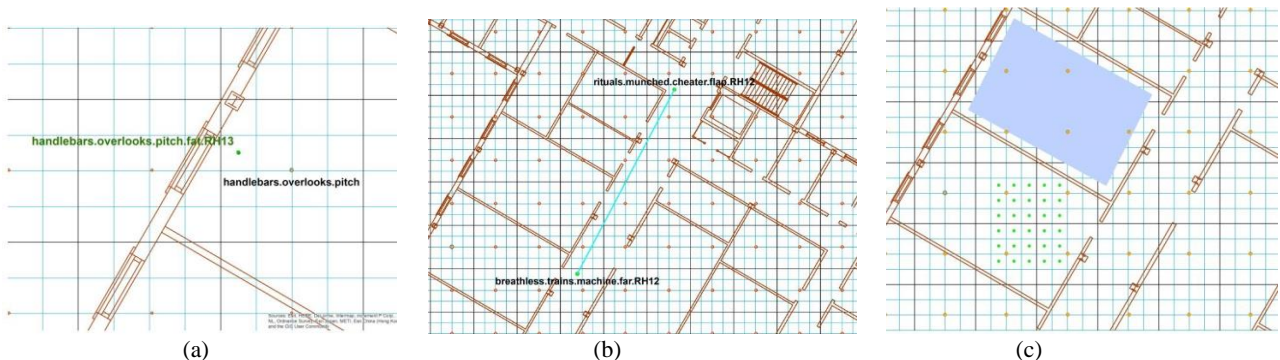 handlebars.overlooks.pitch.fat.RH13
handlebars.overlooks.pitch
rituals.munched.cheater.flap.RH12
breathless.trains.machine.far.RH12
(a)
(b)
(c)